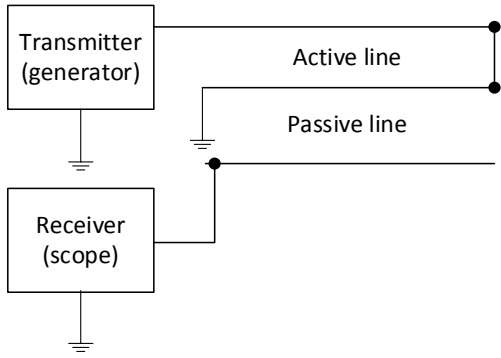 Transmitter
(generator)
Active line
Passive line
Receiver
(scope)